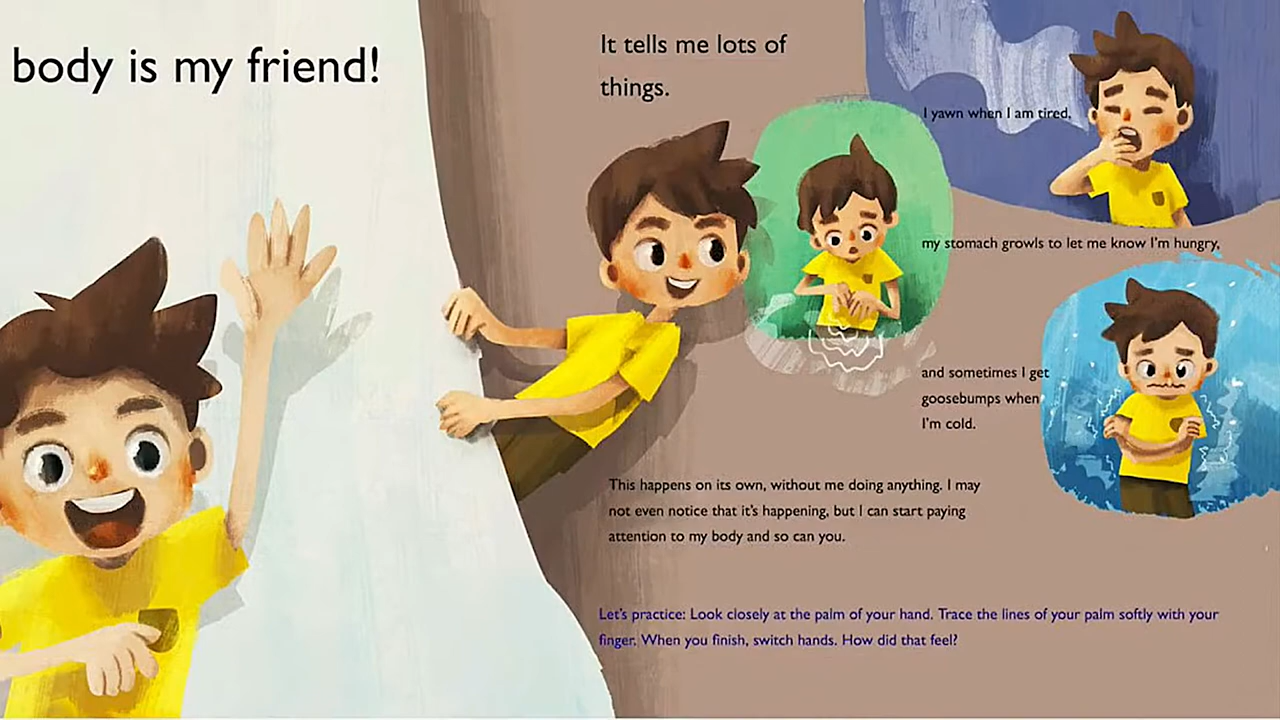 body is my friend!
It tells me lots of
things.
I yawn when I am tired,
my stomach growls to let me know I'm hungry,
and sometimes I get
goosebumps when
I'm cold.
This happens on its own, without me doing anything. I may
not even notice that it's happening, but I can start paying
attention to my body and so can you.
Let's practice: Look closely at the palm of your hand. Trace the lines of your palm softly with your
finger. When you finish, switch hands. How did that feel?